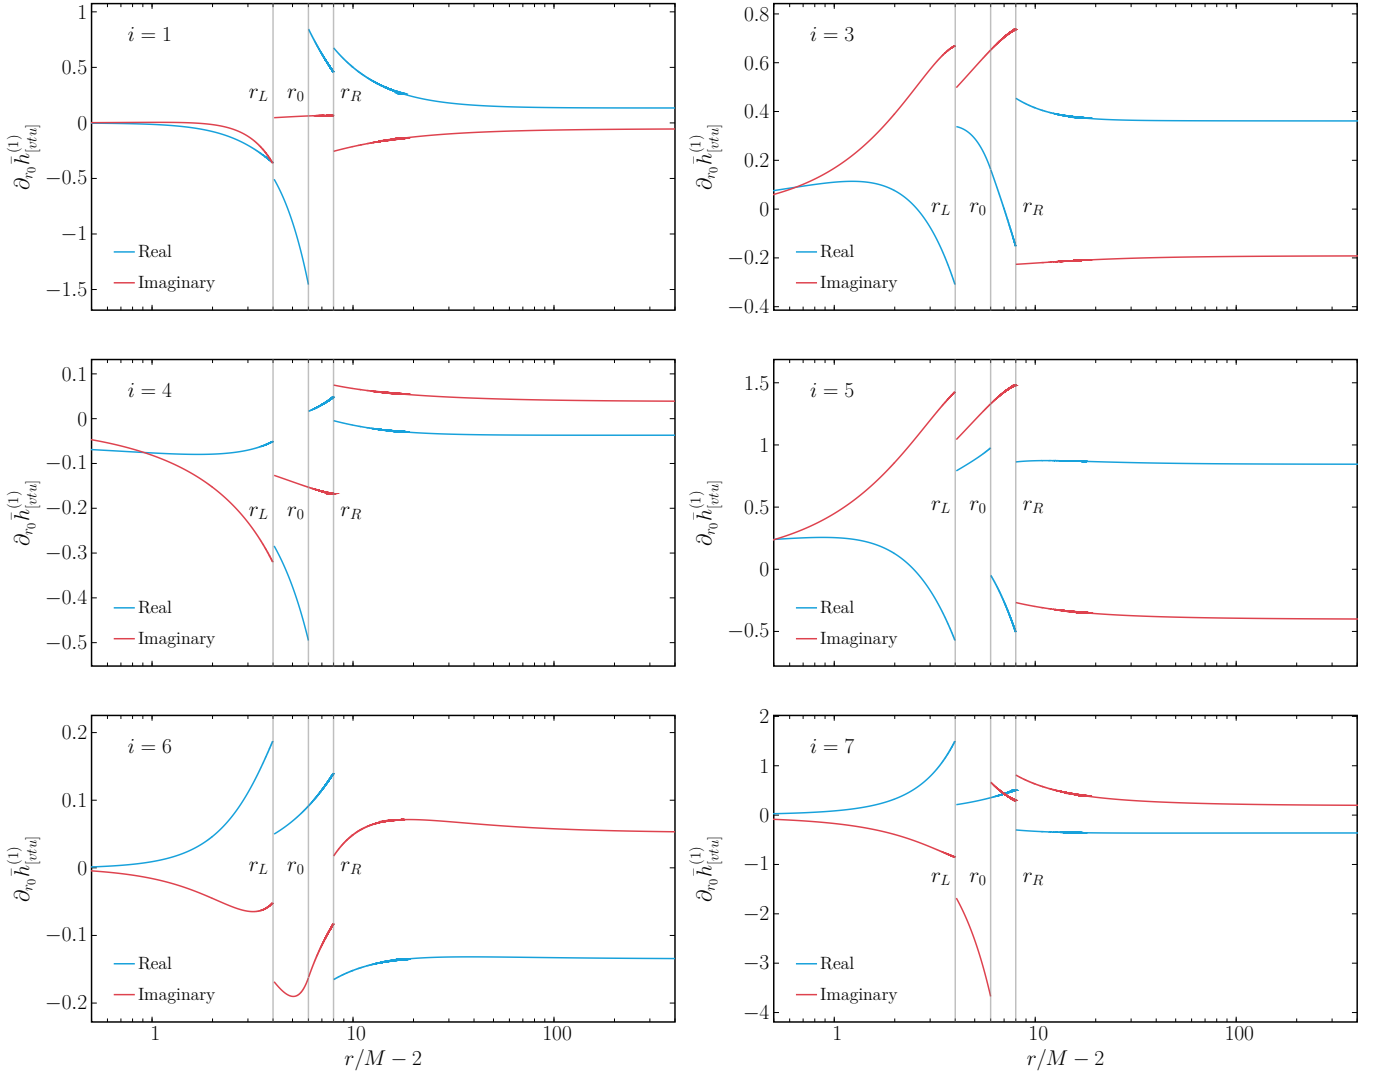 i = 1
1
0.5
0
−0.5
−1
−1.5
∂_{r_0} \bar{h}^{(1)}_{[vtu]}
r_L r_0 r_R
Real
Imaginary
i = 3
0.8
0.6
0.4
0.2
0
−0.2
−0.4
∂_{r_0} \bar{h}^{(1)}_{[vtu]}
r_L r_0 r_R
Real
Imaginary
i = 4
0.1
0
−0.1
−0.2
−0.3
−0.4
−0.5
∂_{r_0} \bar{h}^{(1)}_{[vtu]}
r_L r_0 r_R
Real
Imaginary
i = 5
1.5
1
0.5
0
−0.5
∂_{r_0} \bar{h}^{(1)}_{[vtu]}
r_L r_0 r_R
Real
Imaginary
i = 6
0.2
0.1
0
−0.1
−0.2
∂_{r_0} \bar{h}^{(1)}_{[vtu]}
r_L r_0 r_R
Real
Imaginary
1 10 100
r/M − 2
i = 7
2
1
0
−1
−2
−3
−4
∂_{r_0} \bar{h}^{(1)}_{[vtu]}
r_L r_0 r_R
Real
Imaginary
1 10 100
r/M − 2